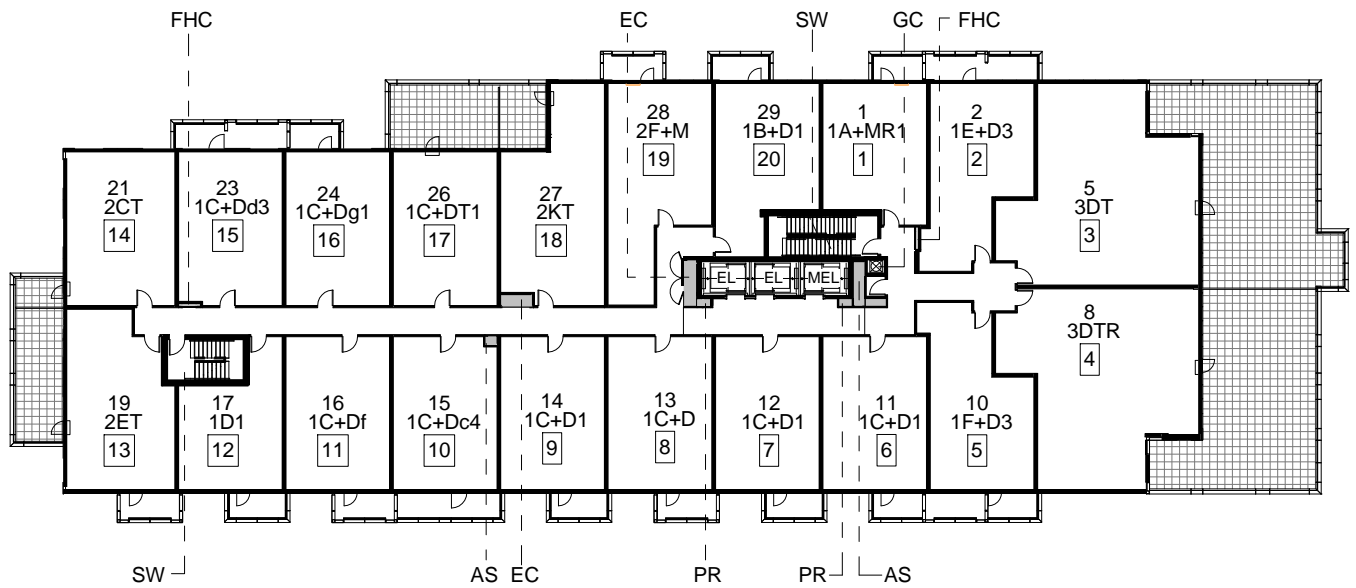 FHC
EC
SW
GC
FHC
28
2F+M
19
29
1B+D1
20
1
1A+MR1
1
2
1E+D3
2
21
2CT
14
23
1C+Dd3
15
24
1C+Dg1
16
26
1C+DT1
17
27
2KT
18
5
3DT
3
EL
EL
MEL
8
3DTR
4
19
2ET
13
17
1D1
12
16
1C+Df
11
15
1C+Dc4
10
14
1C+D1
9
13
1C+D
8
12
1C+D1
7
11
1C+D1
6
10
1F+D3
5
SW
AS
EC
PR
PR
AS